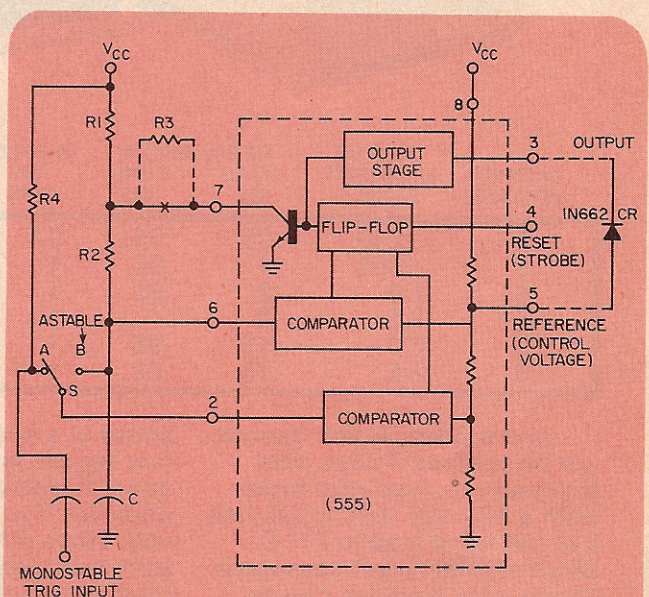 VCC
VCC
R1
R3
8
3
OUTPUT
OUTPUT
STAGE
7
R4
4
IN662 CR
FLIP-FLOP
RESET
(STROBE)
R2
5
ASTABLE
6
COMPARATOR
REFERENCE
(CONTROL
VOLTAGE)
A
B
S
2
COMPARATOR
C
(555)
MONOSTABLE
TRIG INPUT